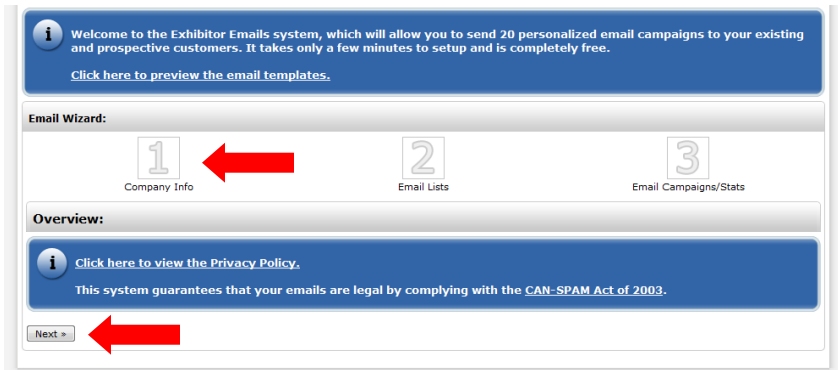 Welcome to the Exhibitor Emails system, which will allow you to send 20 personalized email campaigns to your existing
and prospective customers. It takes only a few minutes to setup and is completely free.
Click here to preview the email templates.
Email Wizard:
1 2 3
Company Info Email Lists Email Campaigns/Stats
Overview:
Click here to view the Privacy Policy.
This system guarantees that your emails are legal by complying with the CAN-SPAM Act of 2003.
Next »